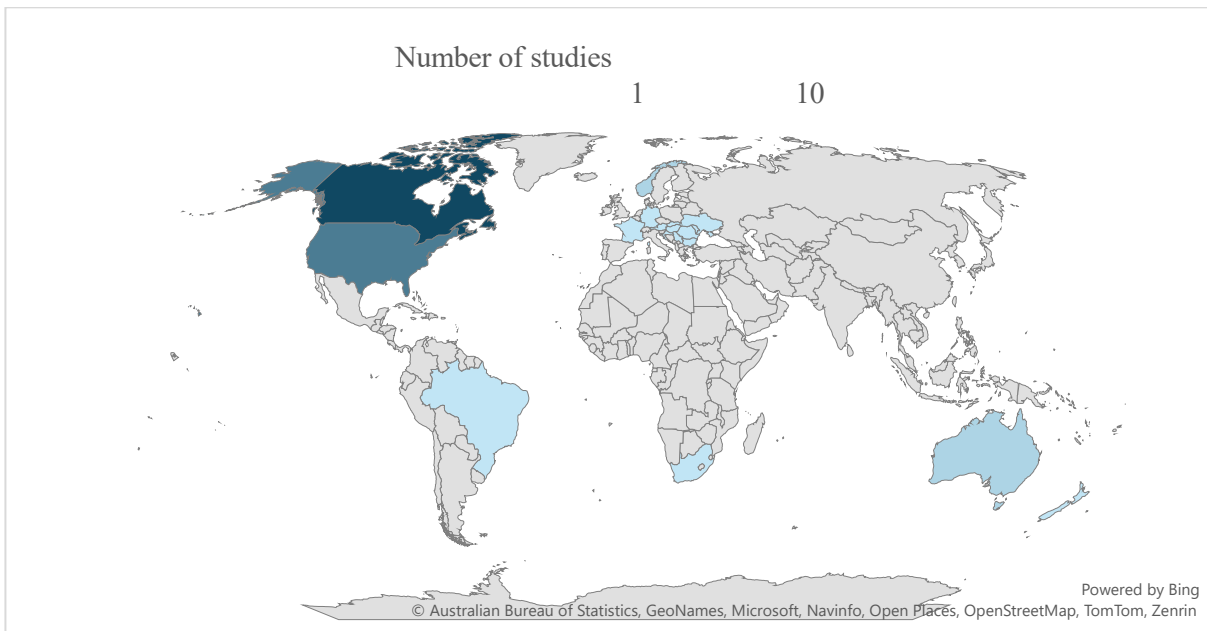 Number of studies
1 10
Powered by Bing
© Australian Bureau of Statistics, GeoNames, Microsoft, Navinfo, Open Places, OpenStreetMap, TomTom, Zenrin